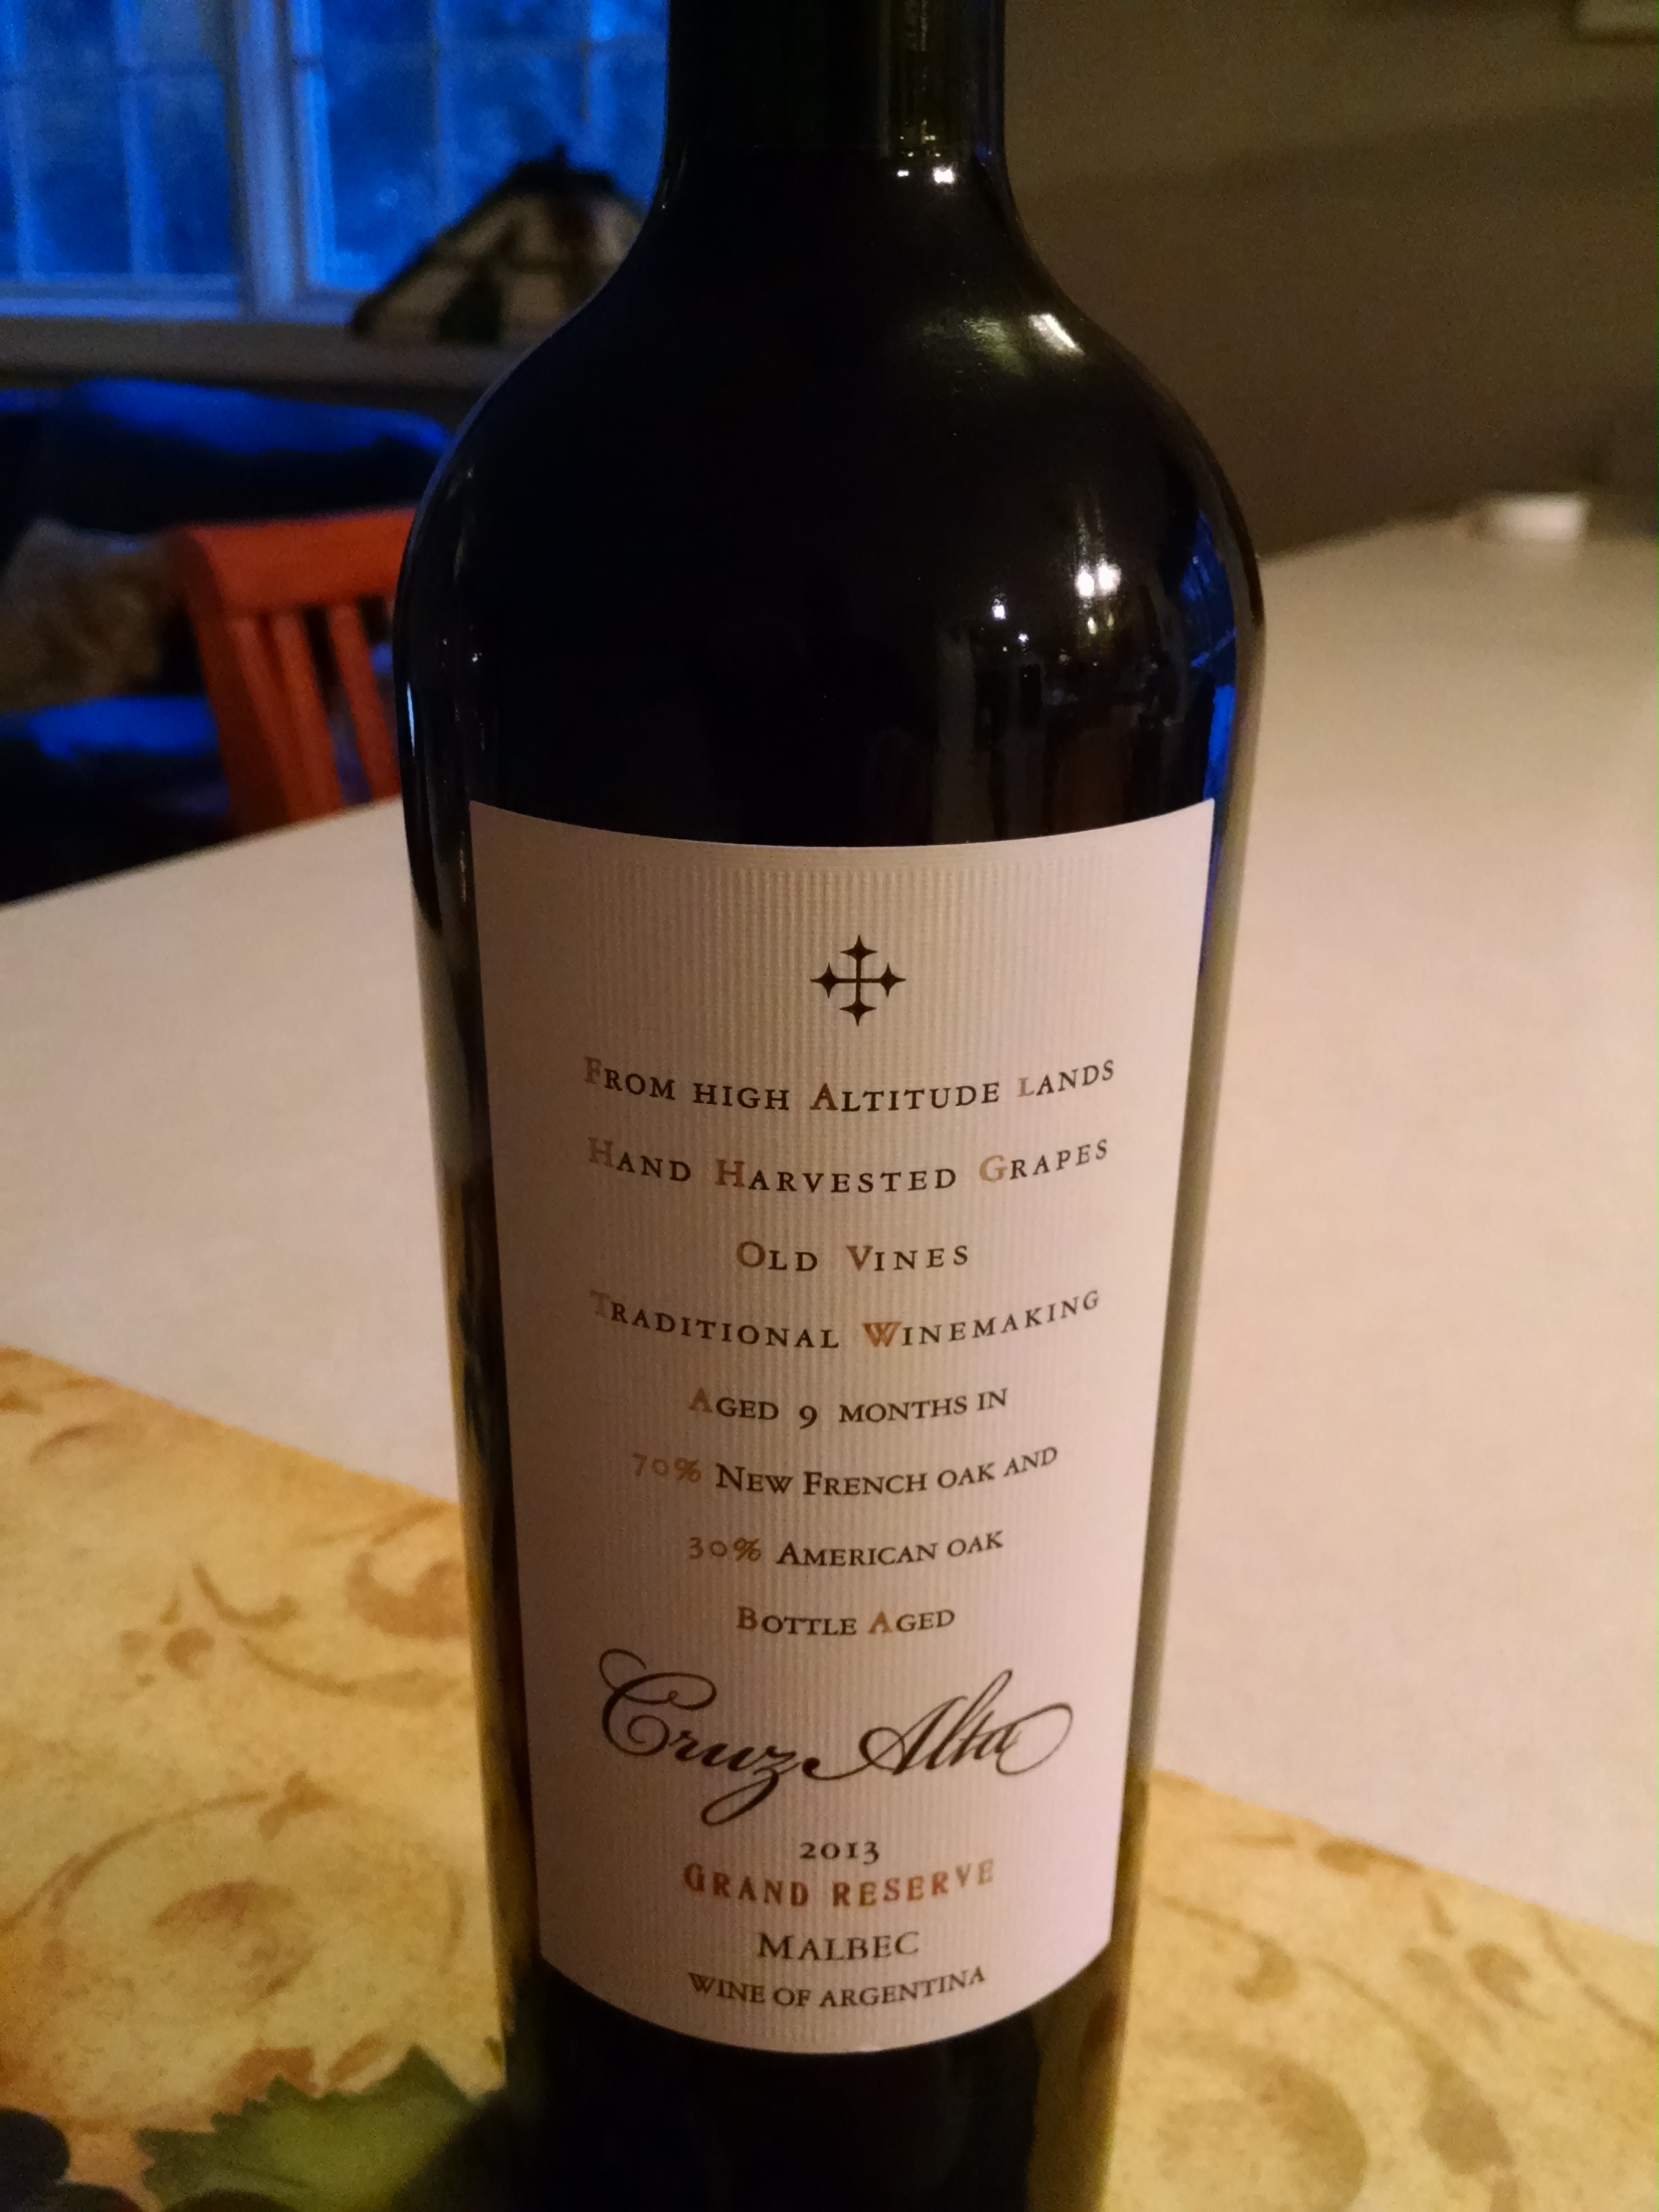 From high Altitude Lands
Hand Harvested Grapes
Old Vines
Traditional Winemaking
Aged 9 months in
70% New French oak and
30% American oak
Bottle Aged
Cruz Alta
2013
Grand Reserve
Malbec
Wine of Argentina